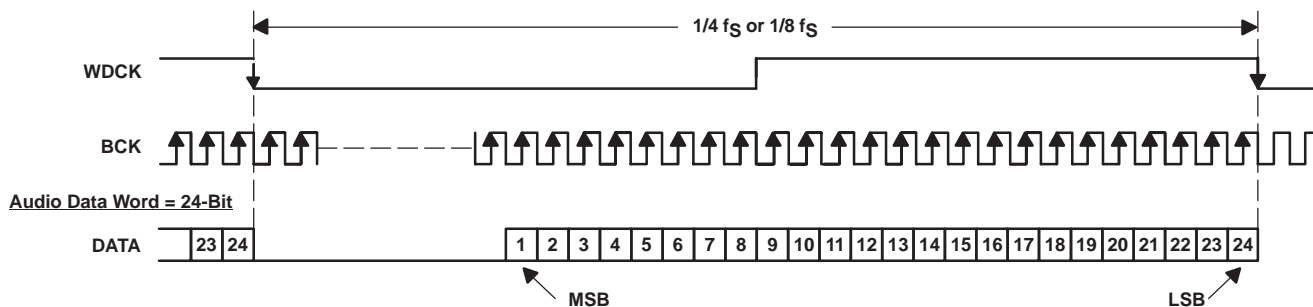 1/4 fS or 1/8 fS
WDCK
BCK
Audio Data Word = 24-Bit
DATA 23 24 1 2 3 4 5 6 7 8 9 10 11 12 13 14 15 16 17 18 19 20 21 22 23 24
MSB LSB